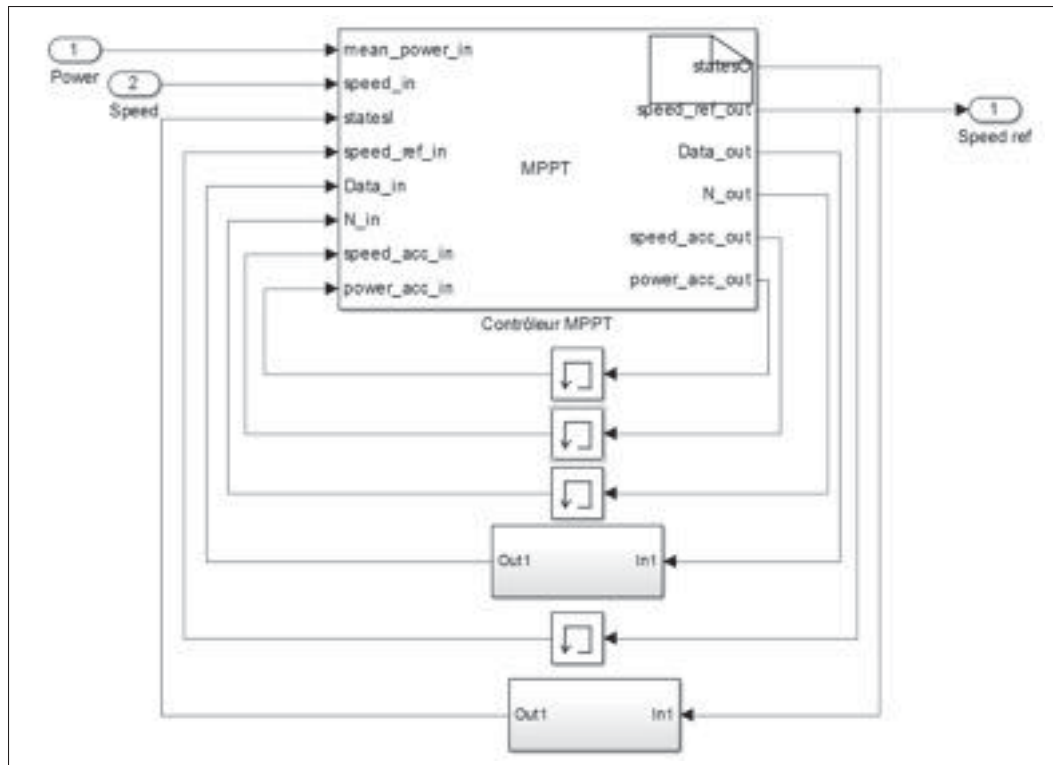 1
Power
2
Speed
mean_power_in
speed_in
statesI
speed_ref_in
Data_in
N_in
speed_acc_in
power_acc_in
MPPT
statesO
speed_ref_out
Data_out
N_out
speed_acc_out
power_acc_out
1
Speed ref
Contrôleur MPPT
Out1 In1
Out1 In1